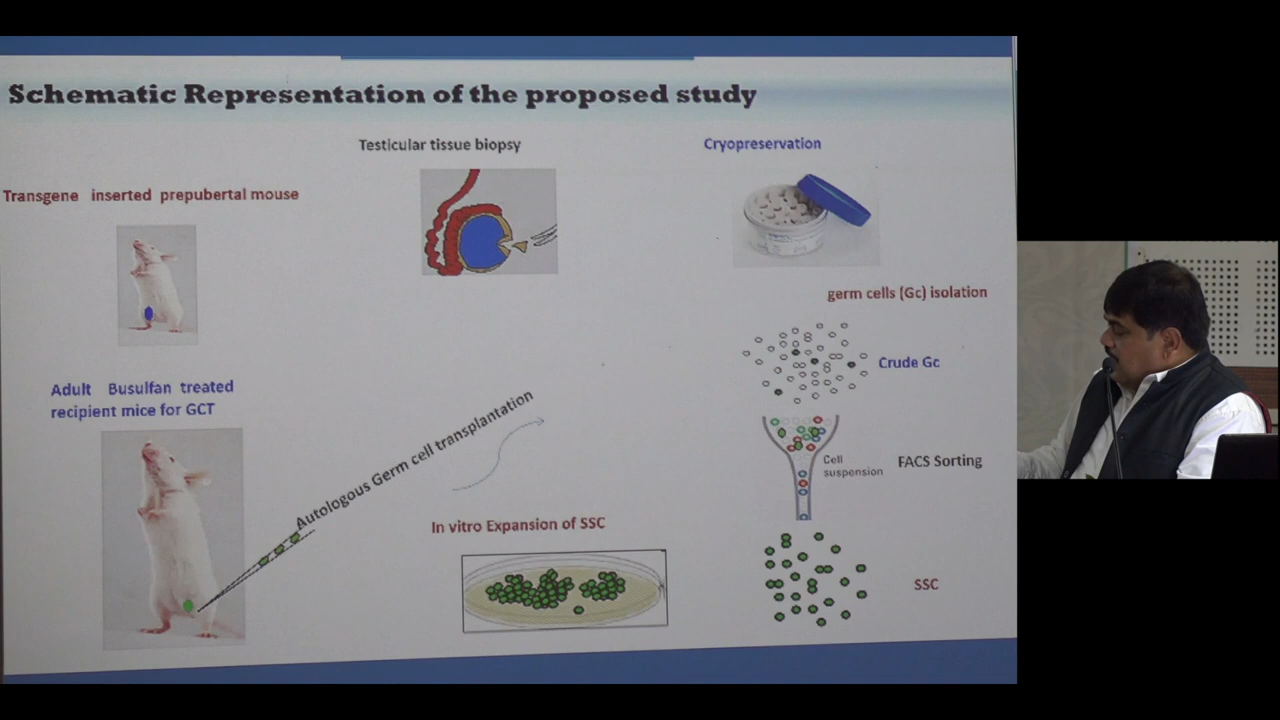 Schematic Representation of the proposed study
Testicular tissue biopsy
Cryopreservation
Transgene inserted prepubertal mouse
germ cells (Gc) isolation
Crude Gc
Adult Busulfan treated
recipient mice for GCT
Autologous Germ cell transplantation
Cell
suspension
FACS Sorting
In vitro Expansion of SSC
SSC